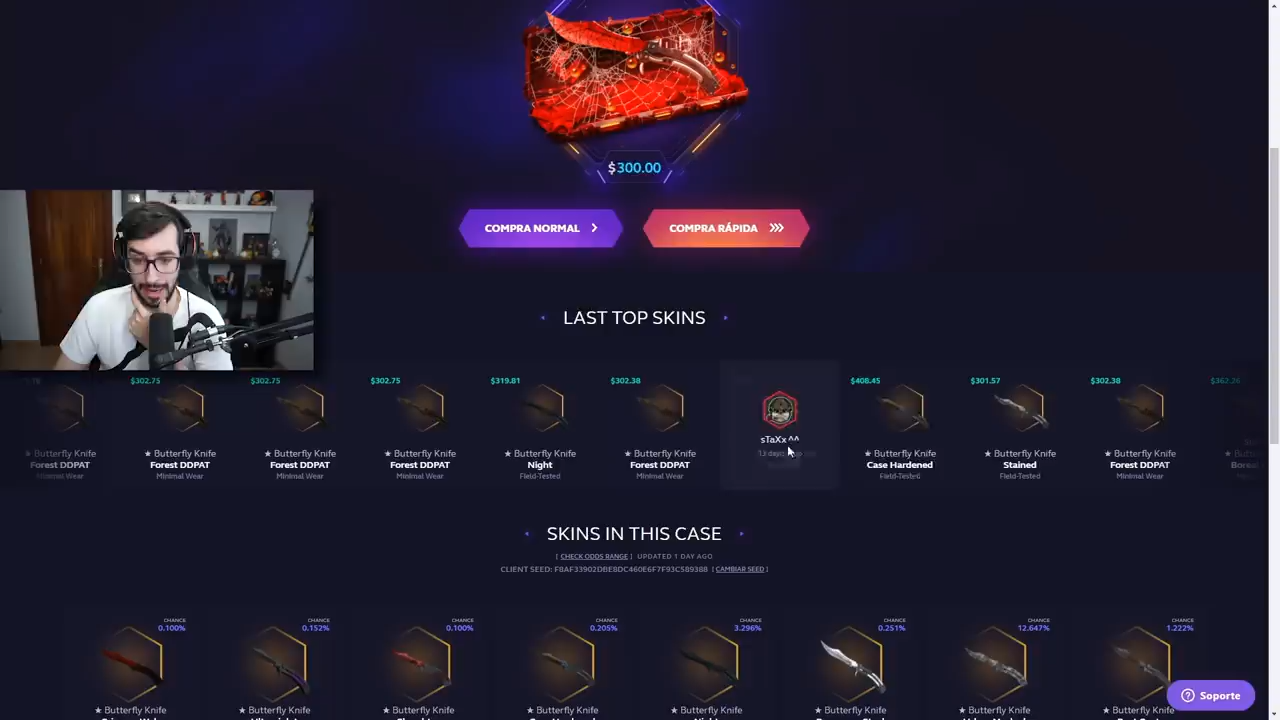 $300.00
COMPRA NORMAL
COMPRA RÁPIDA
LAST TOP SKINS
$302.75
$302.75
$302.75
$319.81
$302.38
$408.45
$301.57
$302.38
$362.26
sTaXx ^^
★ Butterfly Knife
Forest DDPAT
Minimal Wear
★ Butterfly Knife
Forest DDPAT
Minimal Wear
★ Butterfly Knife
Forest DDPAT
Minimal Wear
★ Butterfly Knife
Forest DDPAT
Minimal Wear
★ Butterfly Knife
Night
Field-Tested
★ Butterfly Knife
Forest DDPAT
Minimal Wear
★ Butterfly Knife
Case Hardened
Field-Tested
★ Butterfly Knife
Stained
Field-Tested
★ Butterfly Knife
Forest DDPAT
Minimal Wear
SKINS IN THIS CASE
[ CHECK ODDS RANGE ] UPDATED 1 DAY AGO
CLIENT SEED: F8AF33902DBE8DC460E6F7F93C589388 [ CAMBIAR SEED ]
CHANCE
0.100%
CHANCE
0.152%
CHANCE
0.100%
CHANCE
0.205%
CHANCE
3.296%
CHANCE
0.251%
CHANCE
12.647%
CHANCE
1.222%
★ Butterfly Knife
★ Butterfly Knife
★ Butterfly Knife
★ Butterfly Knife
★ Butterfly Knife
★ Butterfly Knife
★ Butterfly Knife
★ Butterfly Knife
Soporte